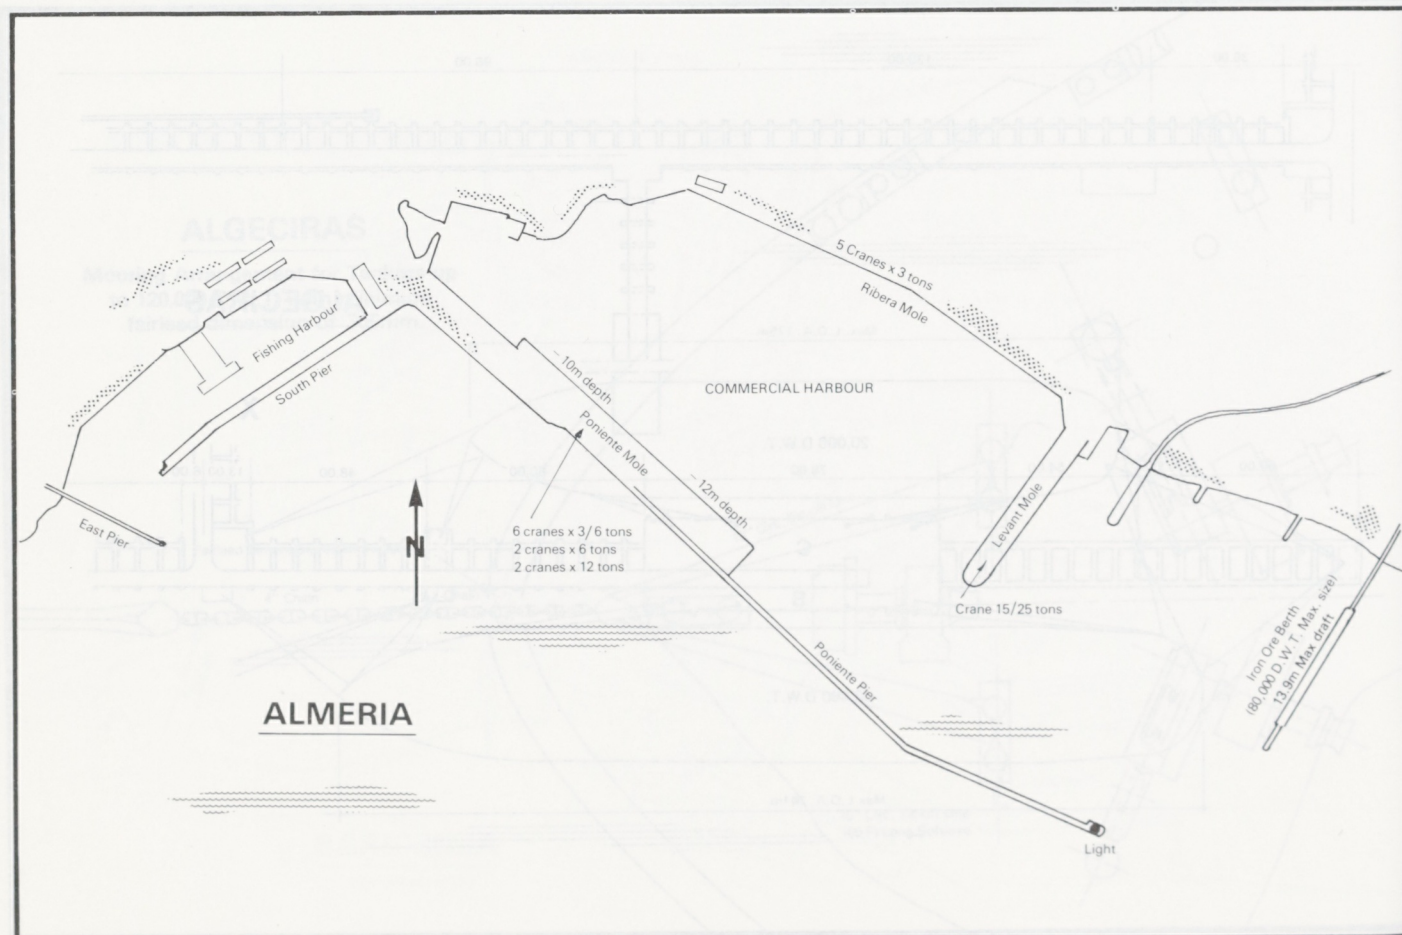 5 Cranes x 3 tons
Ribera Mole
Fishing Harbour
South Pier
~10m depth
COMMERCIAL HARBOUR
Poniente Mole
~12m depth
East Pier
N
6 cranes x 3/6 tons
2 cranes x 6 tons
2 cranes x 12 tons
Levant Mole
Crane 15/25 tons
Iron Ore Berth
(80,000 D.W.T. Max. size)
13.9m Max draft
Poniente Pier
ALMERIA
Light
ALGECIRAS